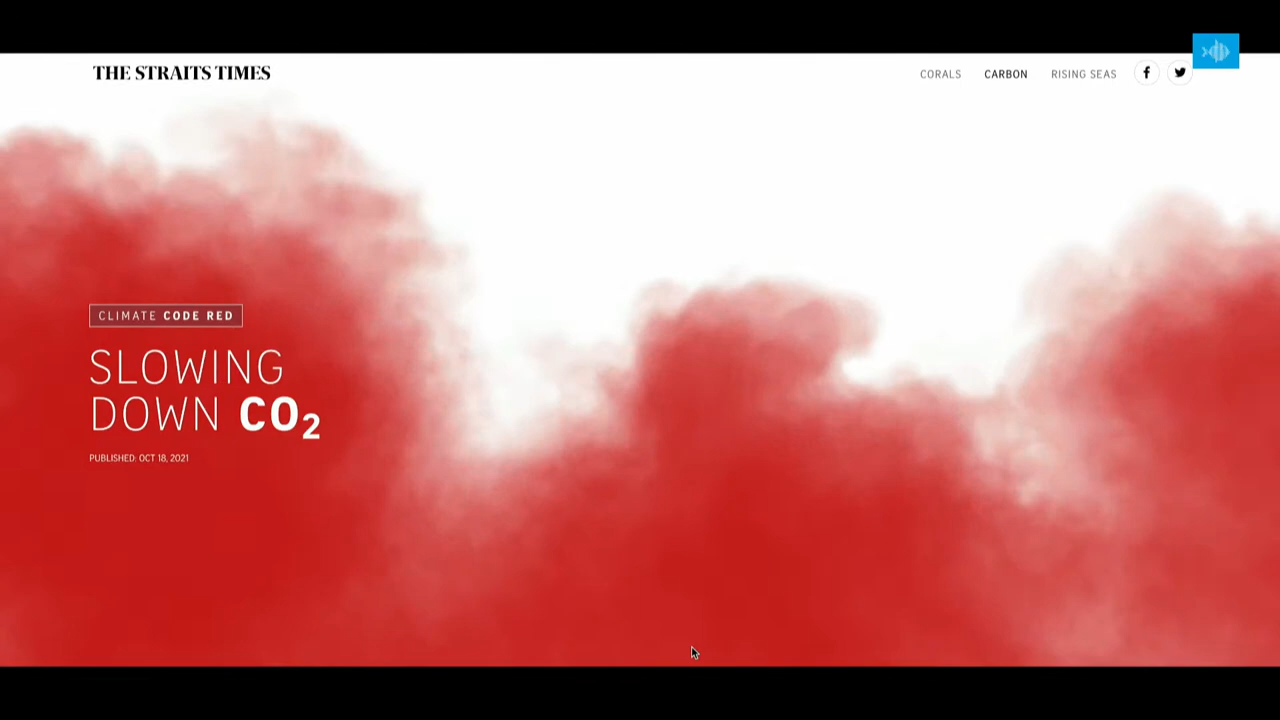 THE STRAITS TIMES
CORALS CARBON RISING SEAS
CLIMATE CODE RED
SLOWING
DOWN CO₂
PUBLISHED: OCT 18, 2021